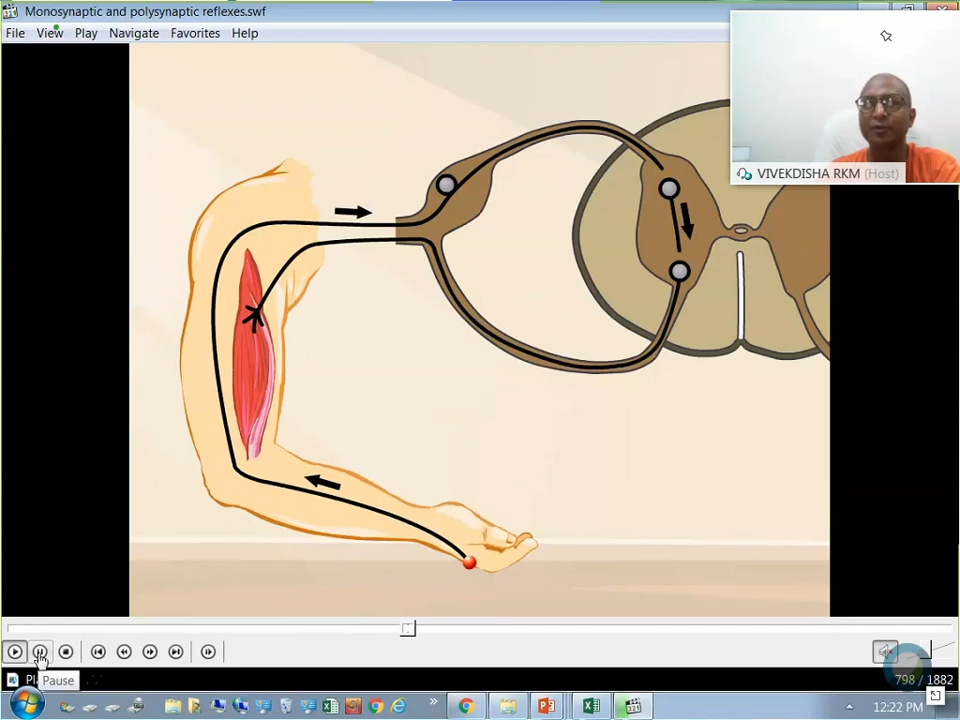 Monosynaptic and polysynaptic reflexes.swf
File View Play Navigate Favorites Help
VIVEKDISHA RKM (Host)
Pause
798 / 1882
12:22 PM